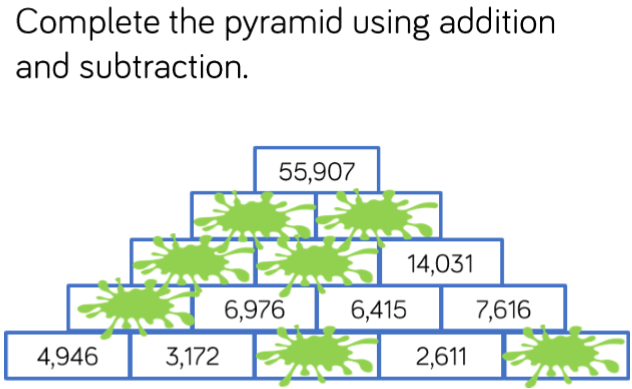 Complete the pyramid using addition
and subtraction.
55,907
14,031
6,976 6,415 7,616
4,946 3,172 2,611